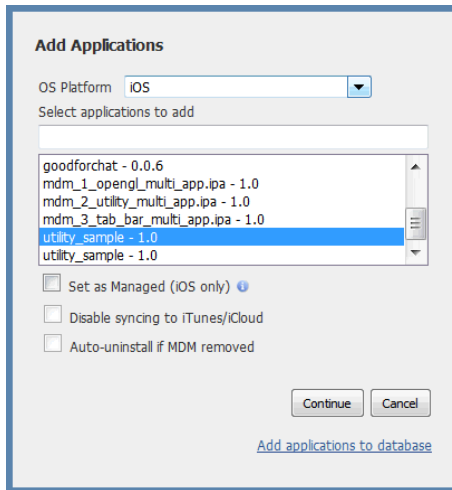 Add Applications
OS Platform iOS
Select applications to add
goodforchat - 0.0.6
mdm_1_opengl_multi_app.ipa - 1.0
mdm_2_utility_multi_app.ipa - 1.0
mdm_3_tab_bar_multi_app.ipa - 1.0
utility_sample - 1.0
utility_sample - 1.0
Set as Managed (iOS only) i
Disable syncing to iTunes/iCloud
Auto-uninstall if MDM removed
Continue Cancel
Add applications to database